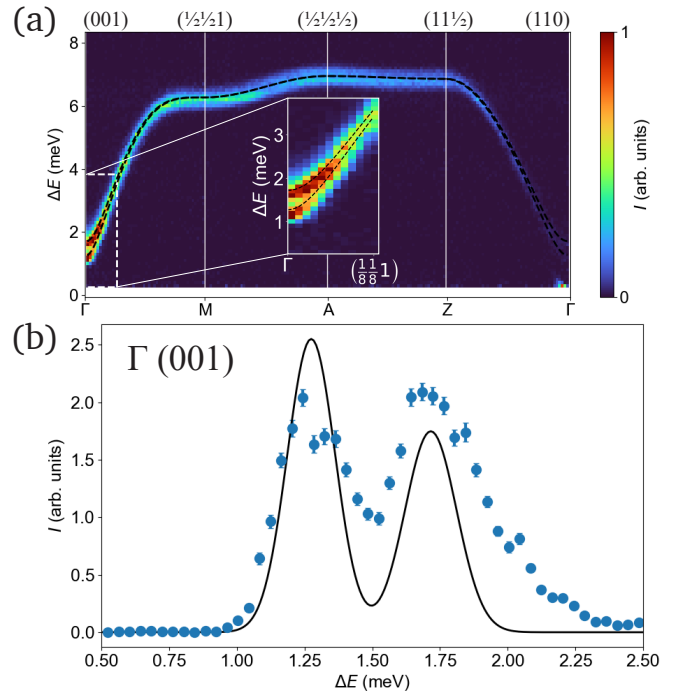 (a)
(001) (½½1) (½½½) (11½) (110)
8
6
4
2
0
ΔE (meV)
Γ M A Z Γ
3
2
1
ΔE (meV)
Γ
(1/8 1/8 1)
1
0
I (arb. units)
(b)
Γ (001)
2.5
2.0
1.5
1.0
0.5
0.0
I (arb. units)
0.50 0.75 1.00 1.25 1.50 1.75 2.00 2.25 2.50
ΔE (meV)